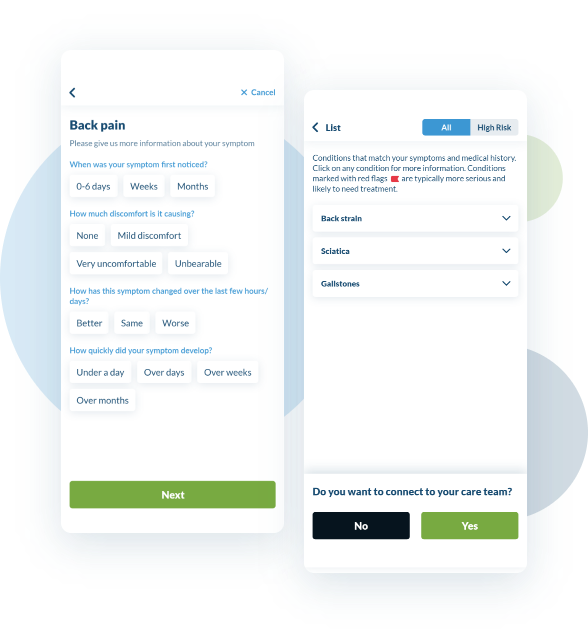 Cancel
Back pain
Please give us more information about your symptom
When was your symptom first noticed?
0-6 days Weeks Months
How much discomfort is it causing?
None Mild discomfort
Very uncomfortable Unbearable
How has this symptom changed over the last few hours/
days?
Better Same Worse
How quickly did your symptom develop?
Under a day Over days Over weeks
Over months
Next
List All High Risk
Conditions that match your symptoms and medical history.
Click on any condition for more information. Conditions
marked with red flags are typically more serious and
likely to need treatment.
Back strain
Sciatica
Gallstones
Do you want to connect to your care team?
No Yes